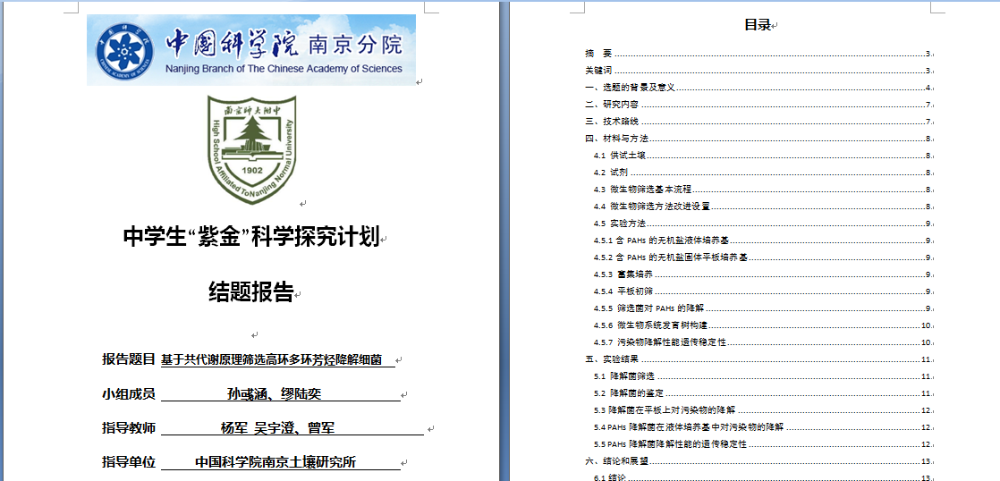 中国科学院 南京分院
Nanjing Branch of The Chinese Academy of Sciences
南京师大附中
High School Affiliated To Nanjing Normal University
1902
中学生“紫金”科学探究计划
结题报告
报告题目 基于共代谢原理筛选高环多环芳烃降解细菌
小组成员 孙彧涵、缪陆奕
指导教师 杨军 吴宇澄、曾军
指导单位 中国科学院南京土壤研究所
目录
摘 要 3
关键词 3
一、选题的背景及意义 4
二、研究内容 7
三、技术路线 7
四、材料与方法 8
4.1 供试土壤 8
4.2 试剂 8
4.3 微生物筛选基本流程 8
4.4 微生物筛选方法改进设置 8
4.5 实验方法 9
4.5.1 含 PAHs 的无机盐液体培养基 9
4.5.2 含 PAHs 的无机盐固体平板培养基 9
4.5.3 富集培养 9
4.5.4 平板初筛 9
4.5.5 筛选菌对 PAHs 的降解 9
4.5.6 微生物系统发育树构建 10
4.5.7 污染物降解性能遗传稳定性 10
五、实验结果 11
5.1 降解菌筛选 11
5.2 降解菌的鉴定 11
5.3 降解菌在平板上对污染物的降解 12
5.4 PAHs 降解菌在液体培养基中对污染物的降解 12
5.5 PAHs 降解菌降解性能的遗传稳定性 12
六、结论和展望 13
6.1 结论 13